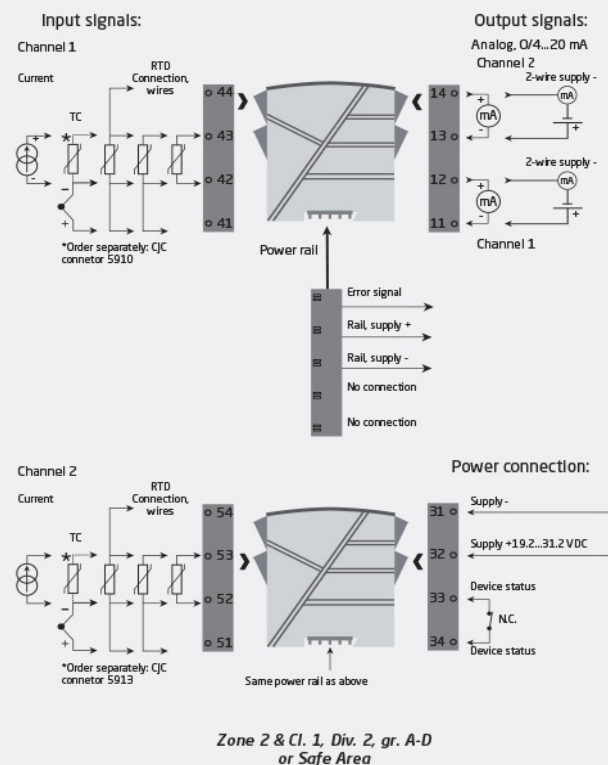 Input signals:
Channel 1
Current
TC
*
+
-
-
+
RTD
Connection,
wires
44
43
42
41
*Order separately: CJC
connetor 5910
Power rail
Output signals:
Analog, 0/4...20 mA
Channel 2
2-wire supply -
14
+
mA
-
mA
+
13
2-wire supply -
12
+
mA
-
mA
+
11
Channel 1
Error signal
Rail, supply +
Rail, supply -
No connection
No connection
Channel 2
Current
TC
*
-
+
RTD
Connection,
wires
54
53
52
51
*Order separately: CJC
connetor 5913
Same power rail as above
Power connection:
31
Supply -
32
Supply +19.2...31.2 VDC
33
Device status
N.C.
34
Device status
Zone 2 & Cl. 1, Div. 2, gr. A-D
or Safe Area